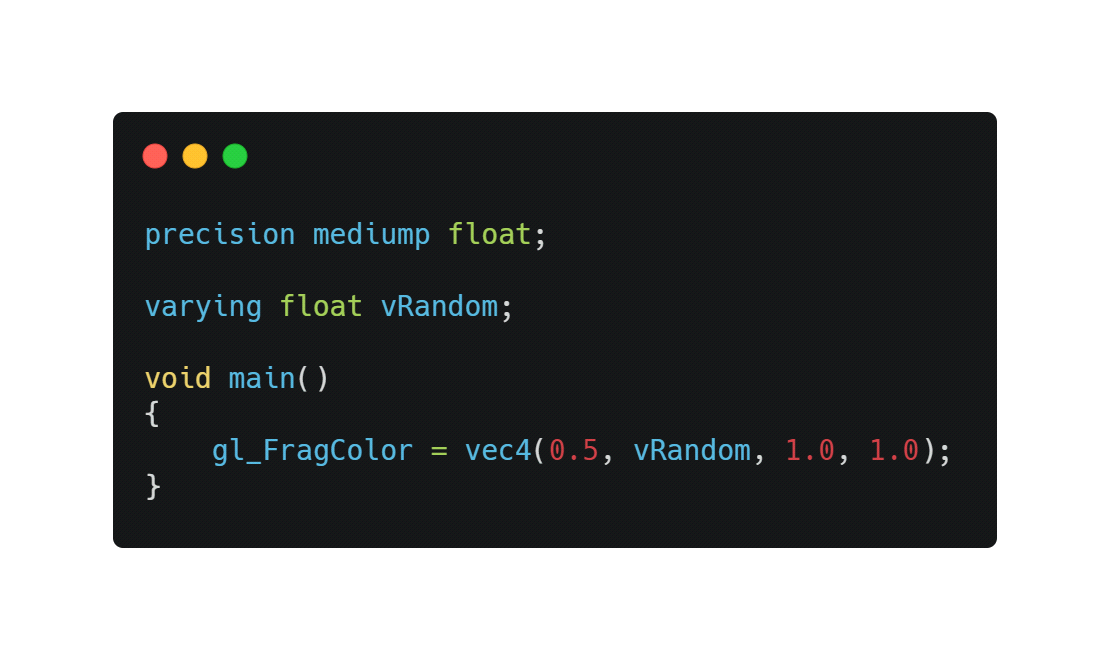 precision mediump float;
varying float vRandom;
void main()
{
    gl_FragColor = vec4(0.5, vRandom, 1.0, 1.0);
}